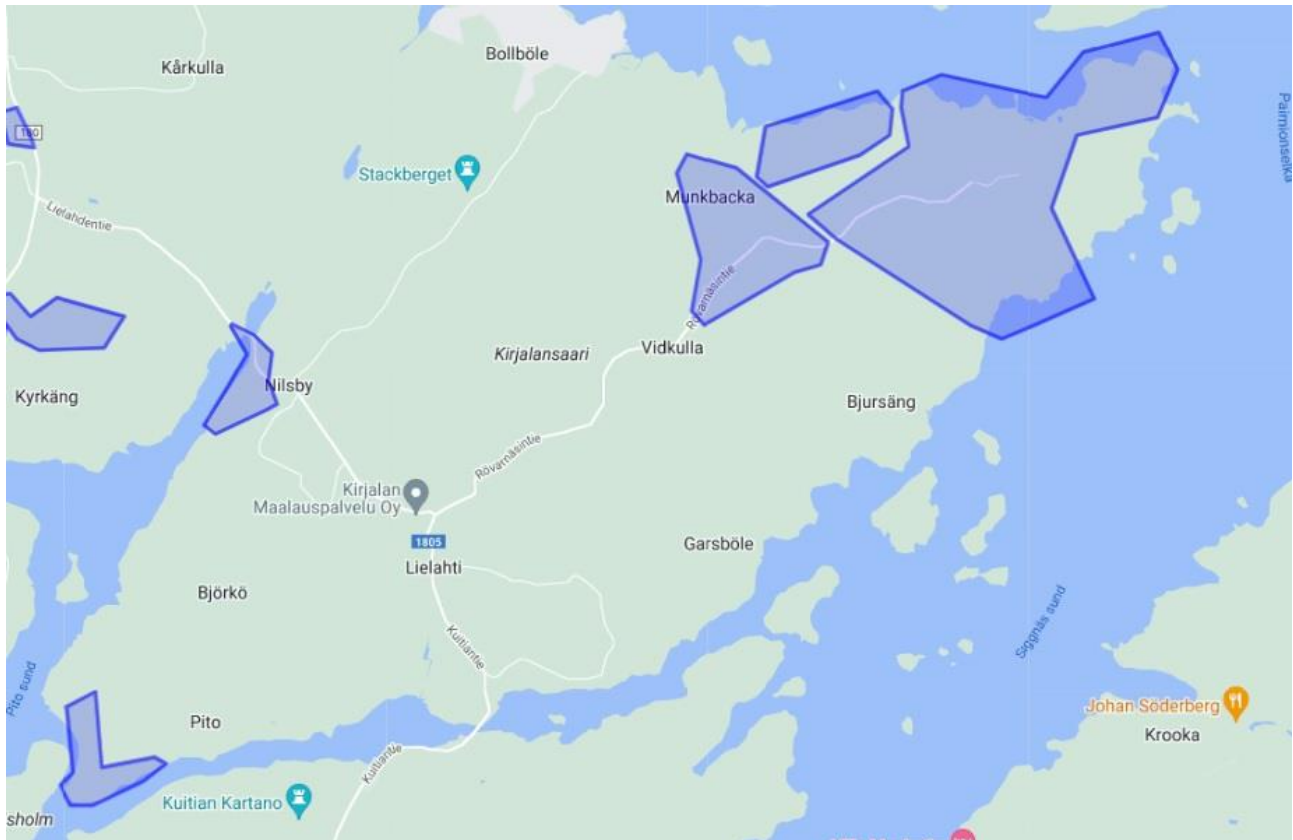 Bollböle
Kårkulla
Paimionselkä
180
Stackberget
Munkbacka
Lielahdentie
Rövarnäsintie
Vidkulla
Kirjalansaari
Nilsby
Kyrkäng
Bjursäng
Rövarnäsintie
Kirjalan
Maalauspalvelu Oy
1805
Garsböle
Lielahti
Björkö
Siggnäs sund
Kuitiantie
Pito sund
Johan Söderberg
Pito
Krooka
Kuitiantie
Kuitian Kartano
sholm